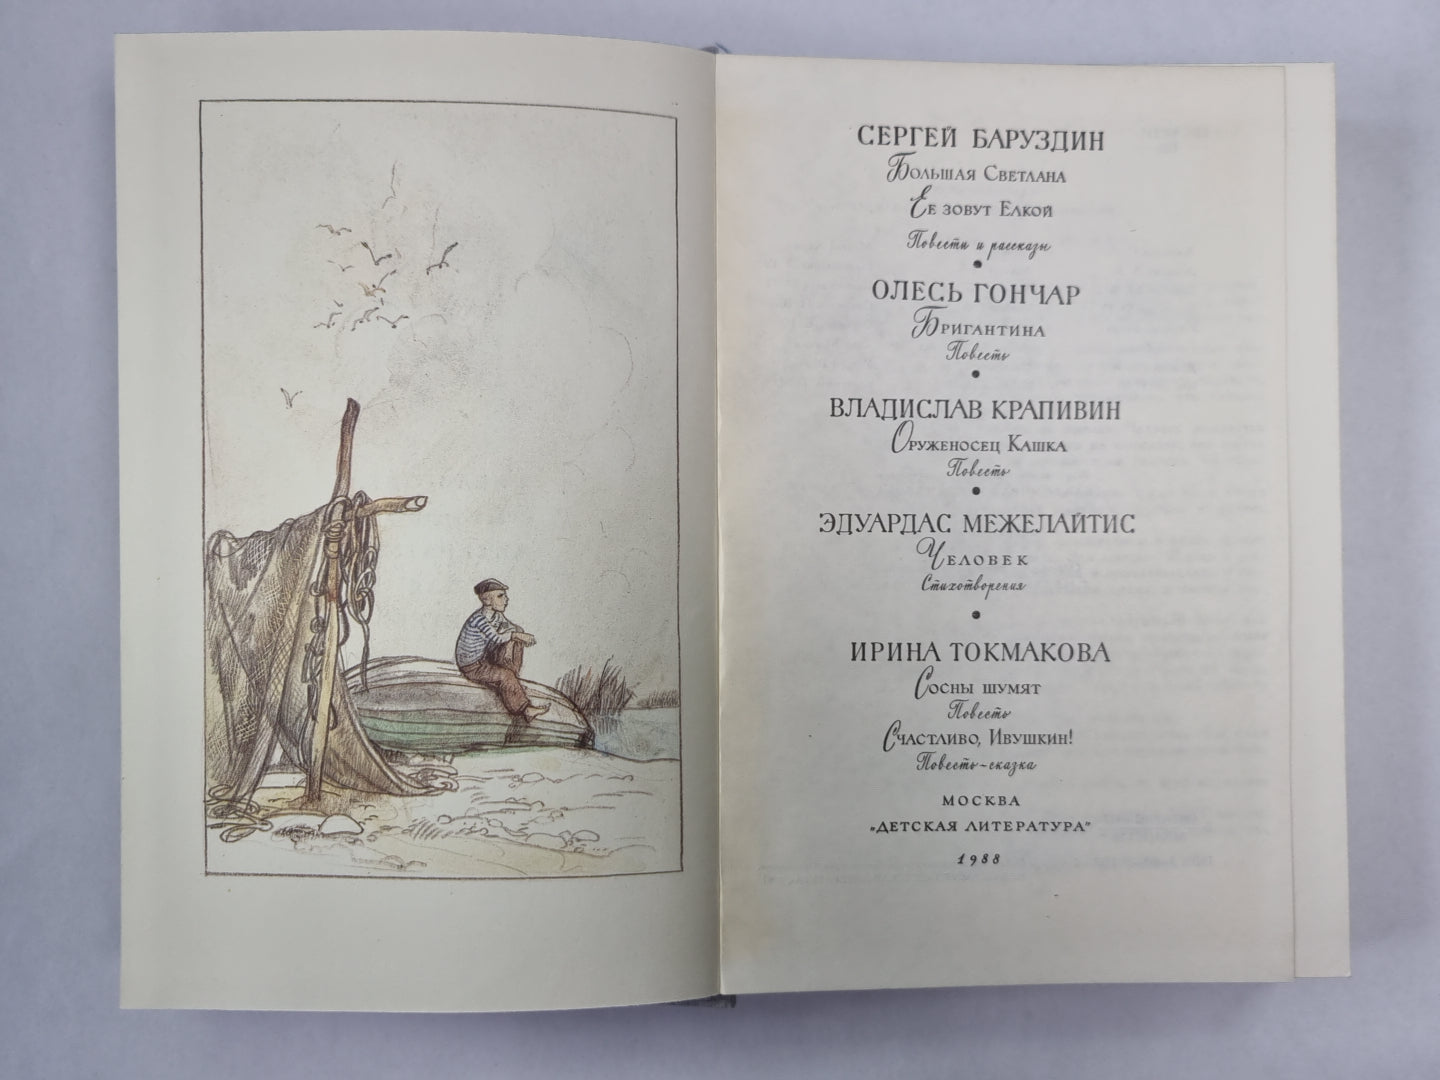 СЕРГЕЙ БАРУЗДИН
Большая Светлана
Ее зовут Елкой
Повести и рассказы
•
ОЛЕСЬ ГОНЧАР
Бригантина
Повесть
•
ВЛАДИСЛАВ КРАПИВИН
Оруженосец Кашка
Повесть
•
ЭДУАРДАС МЕЖЕЛАЙТИС
Человек
Стихотворения
•
ИРИНА ТОКМАКОВА
Сосны шумят
Повесть
Счастливо, Ивушкин!
Повесть-сказка
МОСКВА
"ДЕТСКАЯ ЛИТЕРАТУРА"
1988